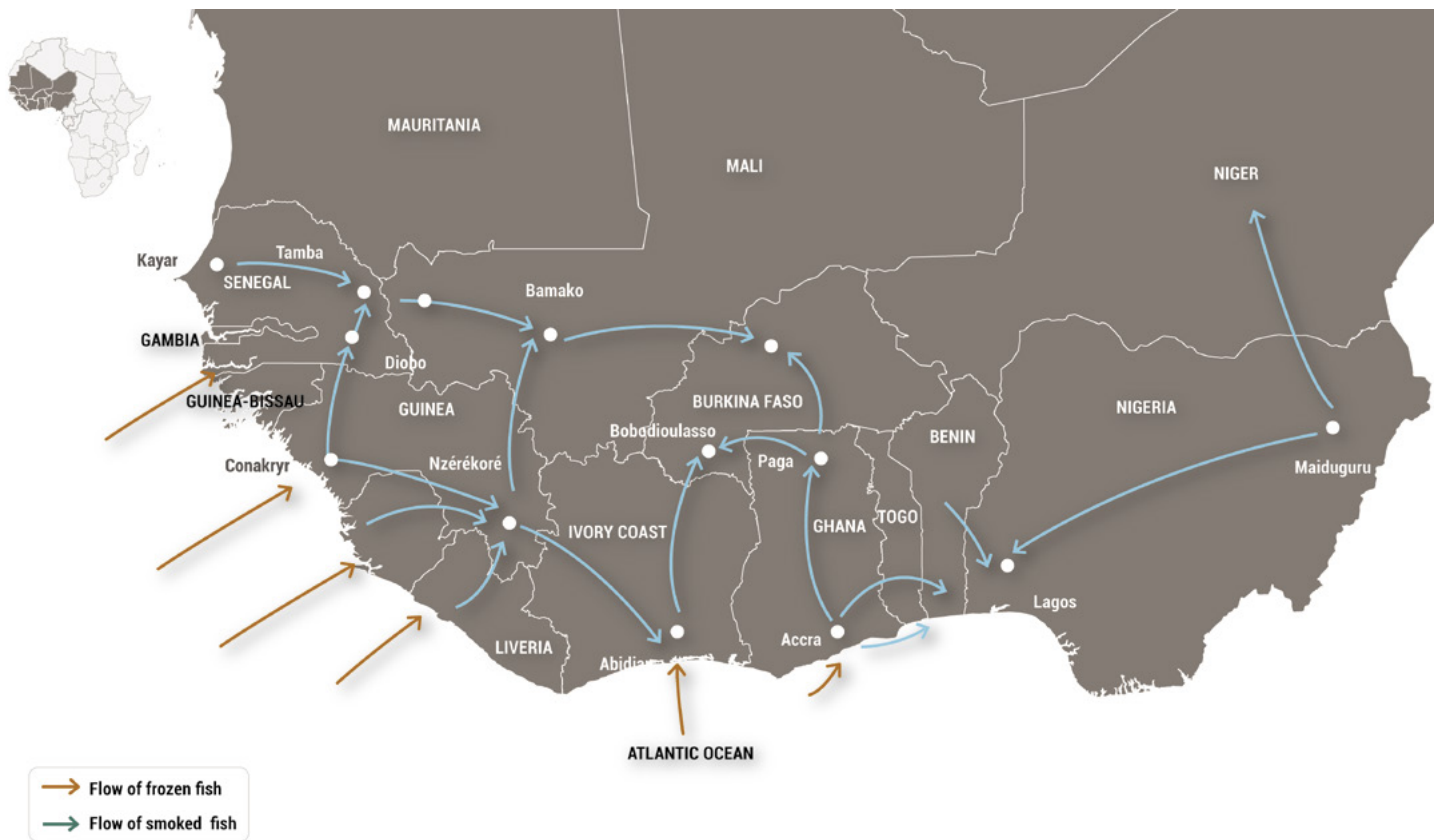 MAURITANIA
MALI
NIGER
Kayar
Tamba
SENEGAL
Bamako
GAMBIA
Diobo
GUINEA-BISSAU
GUINEA
BURKINA FASO
NIGERIA
Bobodioulasso
BENIN
Conakryr
Nzérékoré
Paga
Maiduguru
IVORY COAST
GHANA
TOGO
Lagos
LIVERIA
Accra
ATLANTIC OCEAN
Flow of frozen fish
Flow of smoked fish